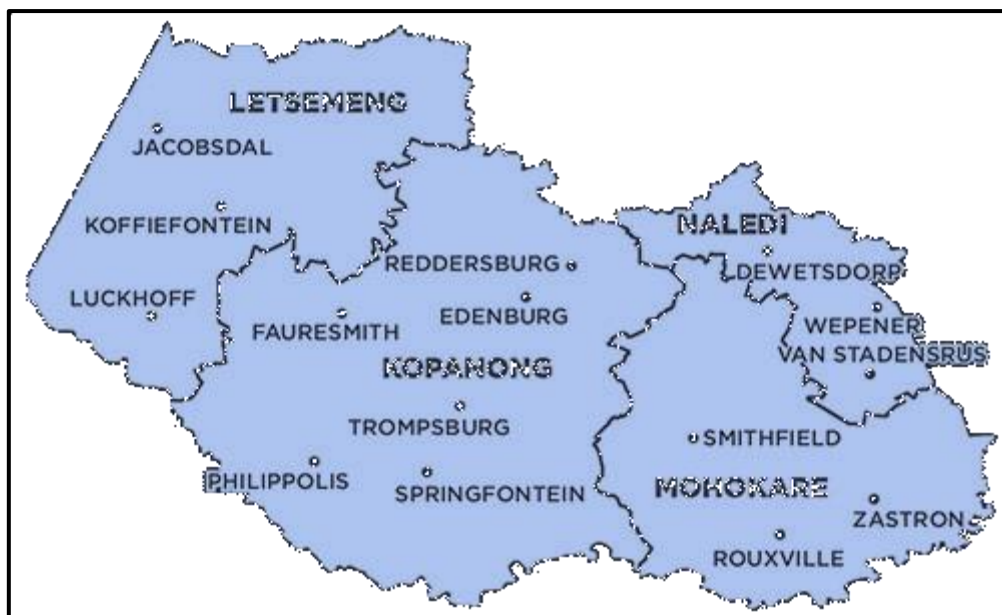 LETSEMENG
JACOBSDAL
KOFFIEFONTEIN
LUCKHOFF
NALEDI
DEWETSDORP
WEPENER
VAN STADENSRUS
REDDERSBURG
EDENBURG
FAURESMITH
KOPAHONG
TROMPSBURG
PHILIPPOLIS
SPRINGFONTEIN
SMITHFIELD
MOHOKARE
ZASTRON
ROUXVILLE